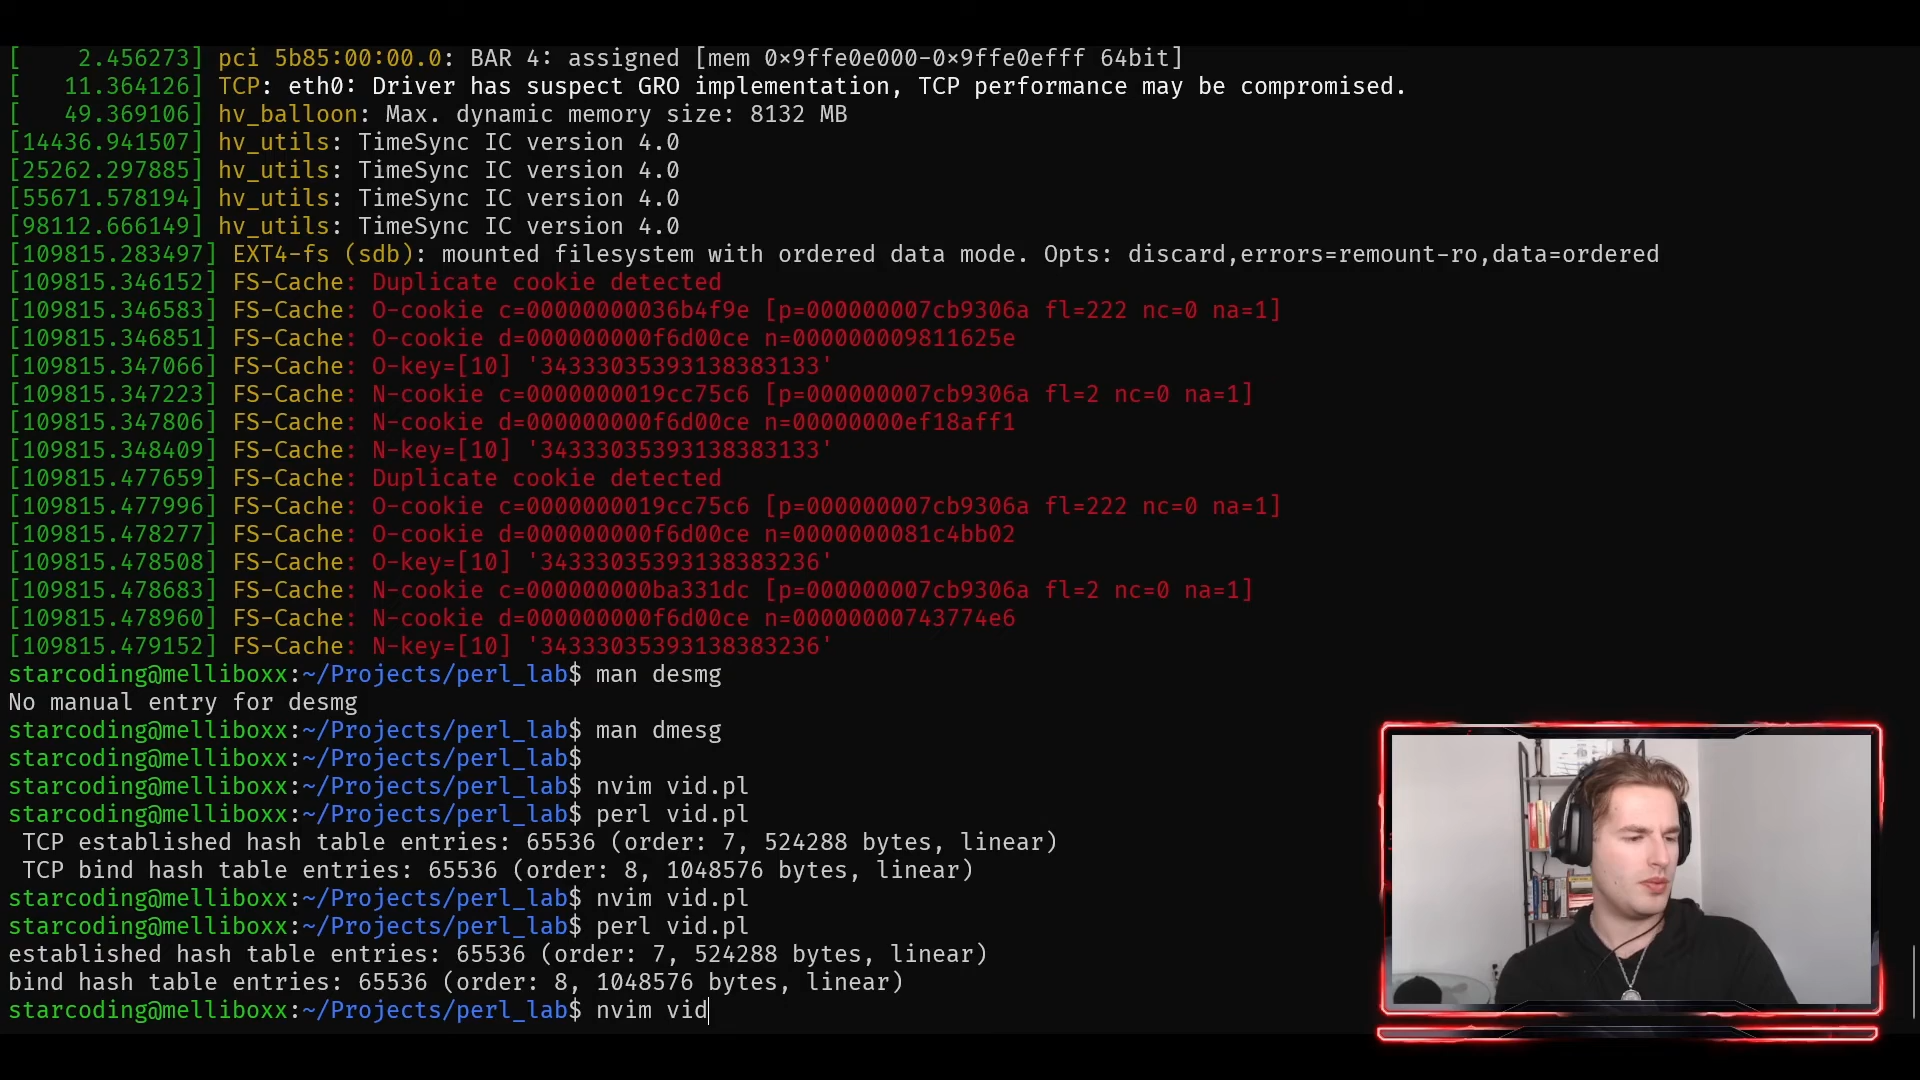 [    2.456273] pci 5b85:00:00.0: BAR 4: assigned [mem 0×9ffe0e000-0×9ffe0efff 64bit]
[   11.364126] TCP: eth0: Driver has suspect GRO implementation, TCP performance may be compromised.
[   49.369106] hv_balloon: Max. dynamic memory size: 8132 MB
[14436.941507] hv_utils: TimeSync IC version 4.0
[25262.297885] hv_utils: TimeSync IC version 4.0
[55671.578194] hv_utils: TimeSync IC version 4.0
[98112.666149] hv_utils: TimeSync IC version 4.0
[109815.283497] EXT4-fs (sdb): mounted filesystem with ordered data mode. Opts: discard,errors=remount-ro,data=ordered
[109815.346152] FS-Cache: Duplicate cookie detected
[109815.346583] FS-Cache: O-cookie c=00000000036b4f9e [p=000000007cb9306a fl=222 nc=0 na=1]
[109815.346851] FS-Cache: O-cookie d=000000000f6d00ce n=000000009811625e
[109815.347066] FS-Cache: O-key=[10] '34333035393138383133'
[109815.347223] FS-Cache: N-cookie c=0000000019cc75c6 [p=000000007cb9306a fl=2 nc=0 na=1]
[109815.347806] FS-Cache: N-cookie d=000000000f6d00ce n=00000000ef18aff1
[109815.348409] FS-Cache: N-key=[10] '34333035393138383133'
[109815.477659] FS-Cache: Duplicate cookie detected
[109815.477996] FS-Cache: O-cookie c=0000000019cc75c6 [p=000000007cb9306a fl=222 nc=0 na=1]
[109815.478277] FS-Cache: O-cookie d=000000000f6d00ce n=0000000081c4bb02
[109815.478508] FS-Cache: O-key=[10] '34333035393138383236'
[109815.478683] FS-Cache: N-cookie c=000000000ba331dc [p=000000007cb9306a fl=2 nc=0 na=1]
[109815.478960] FS-Cache: N-cookie d=000000000f6d00ce n=00000000743774e6
[109815.479152] FS-Cache: N-key=[10] '34333035393138383236'
starcoding@melliboxx:~/Projects/perl_lab$ man desmg
No manual entry for desmg
starcoding@melliboxx:~/Projects/perl_lab$ man dmesg
starcoding@melliboxx:~/Projects/perl_lab$
starcoding@melliboxx:~/Projects/perl_lab$ nvim vid.pl
starcoding@melliboxx:~/Projects/perl_lab$ perl vid.pl
 TCP established hash table entries: 65536 (order: 7, 524288 bytes, linear)
 TCP bind hash table entries: 65536 (order: 8, 1048576 bytes, linear)
starcoding@melliboxx:~/Projects/perl_lab$ nvim vid.pl
starcoding@melliboxx:~/Projects/perl_lab$ perl vid.pl
established hash table entries: 65536 (order: 7, 524288 bytes, linear)
bind hash table entries: 65536 (order: 8, 1048576 bytes, linear)
starcoding@melliboxx:~/Projects/perl_lab$ nvim vid